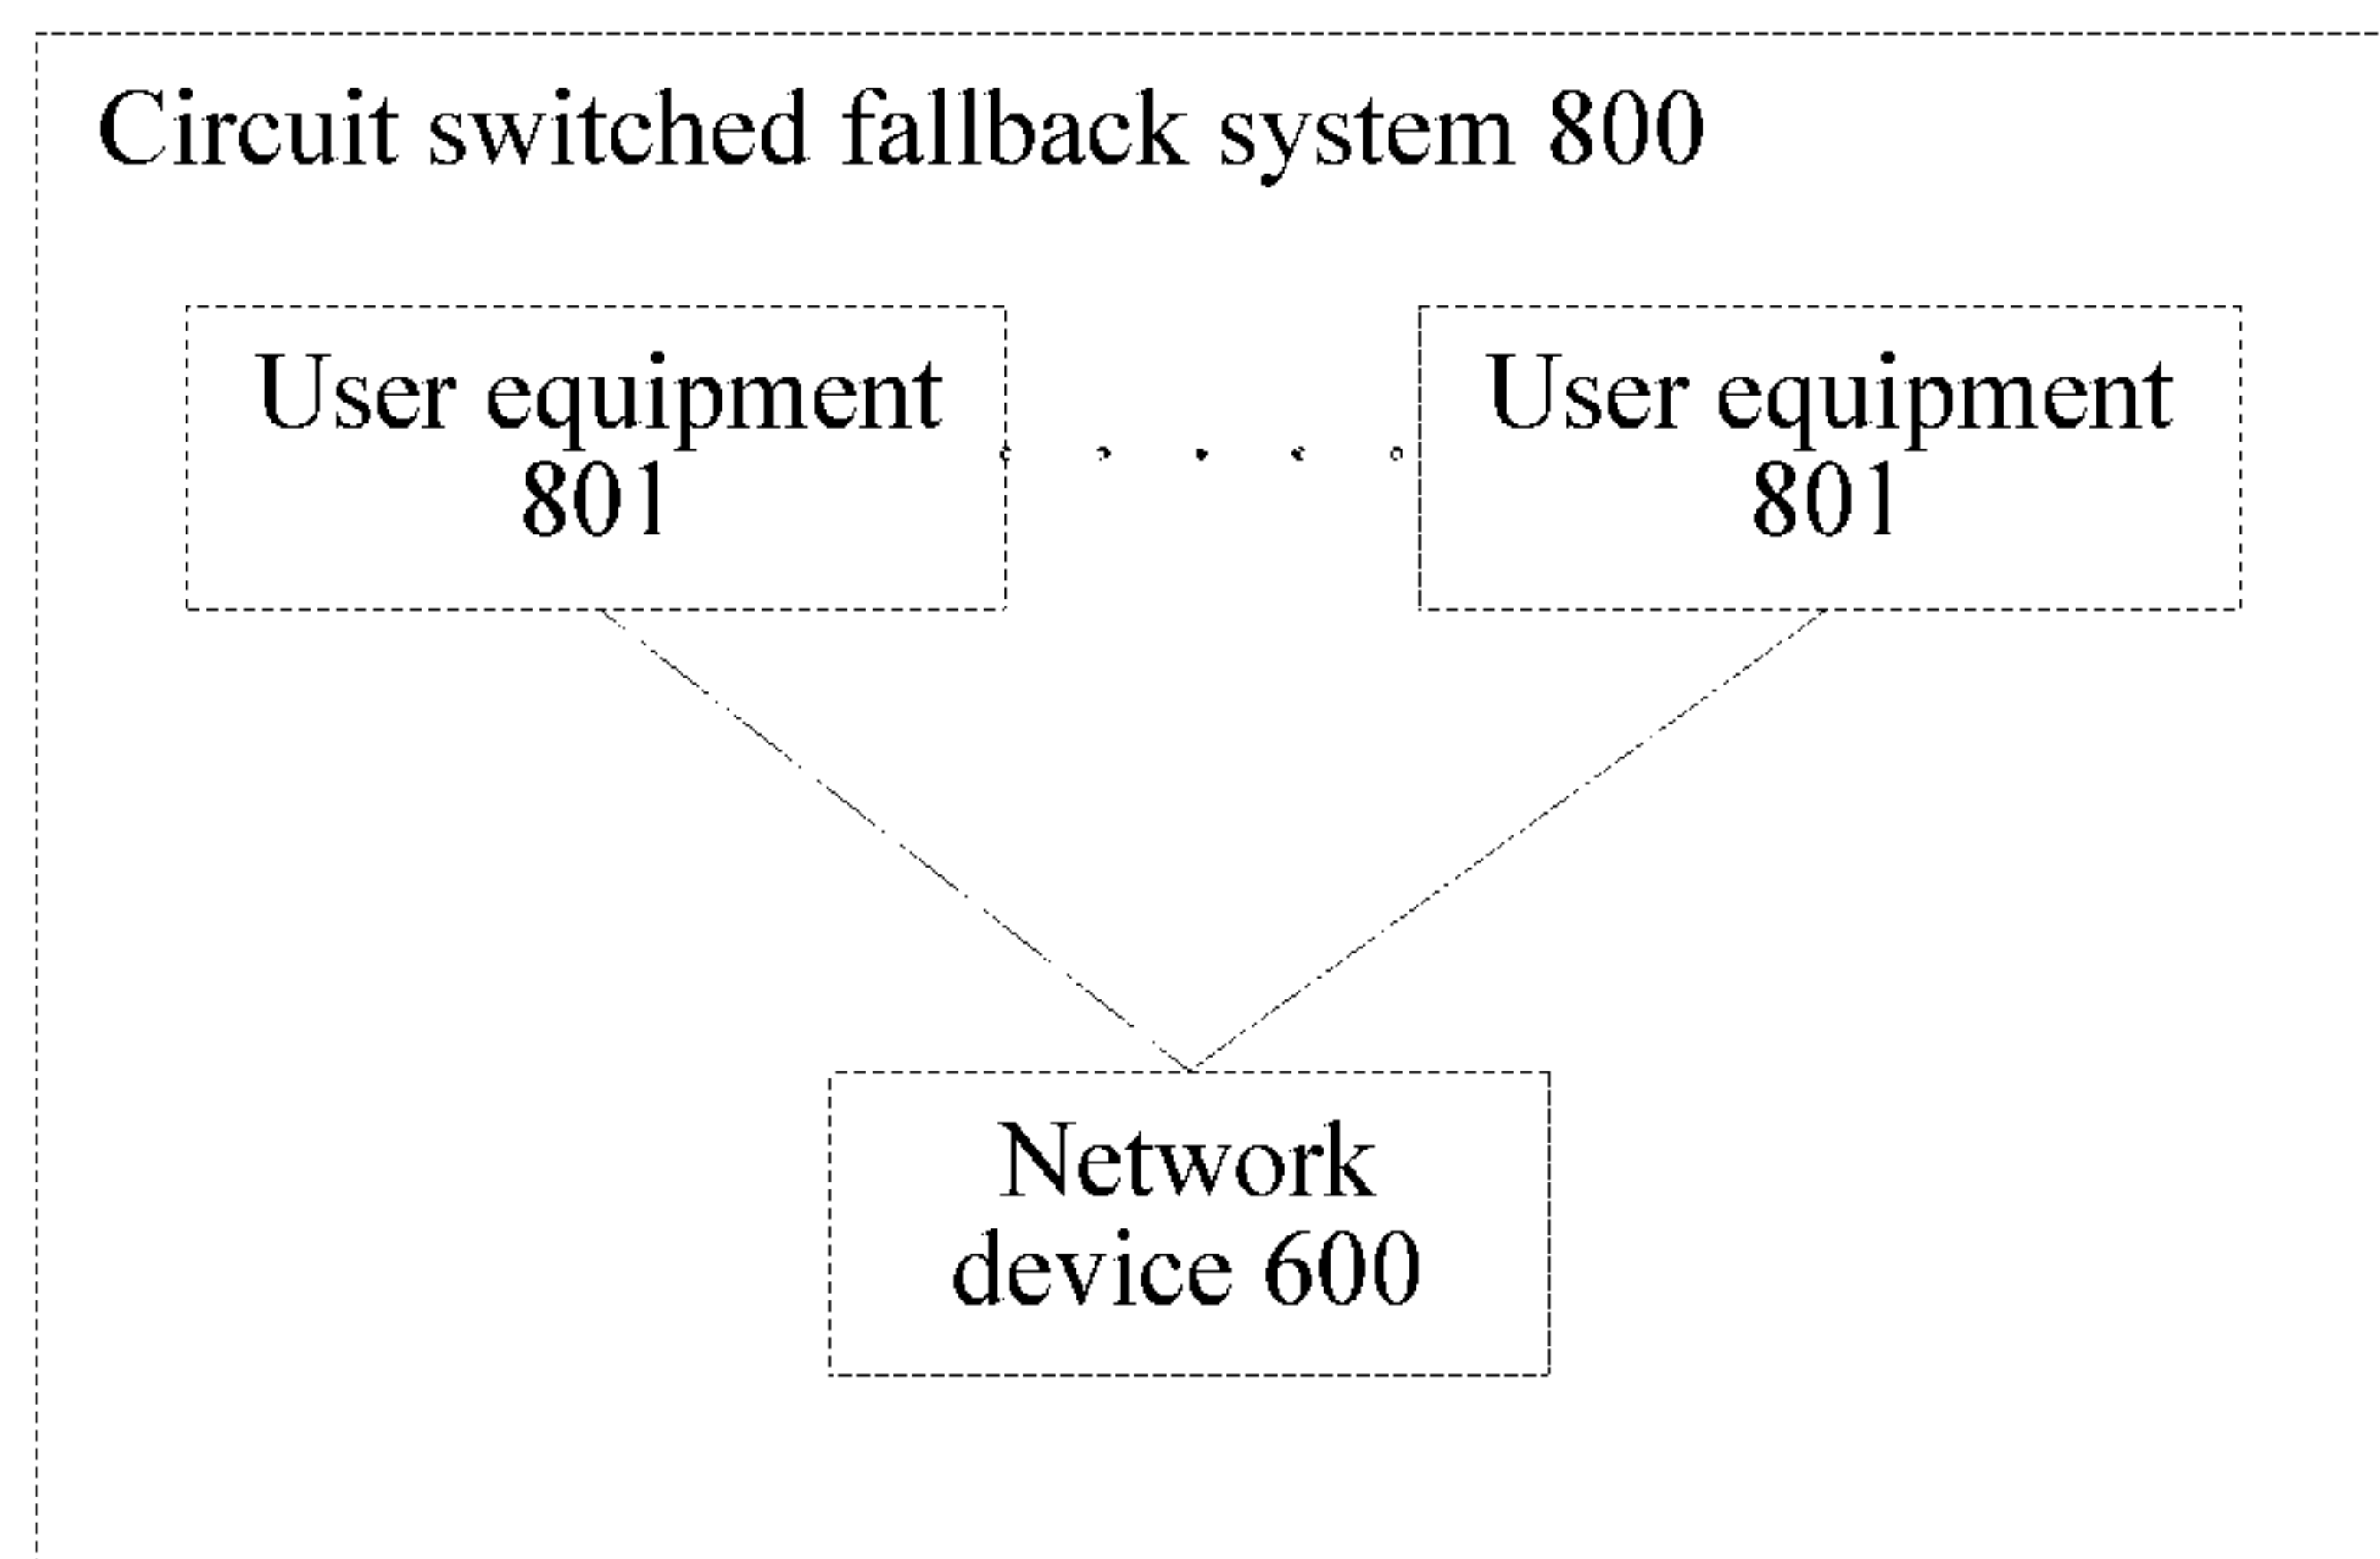 Circuit switched fallback system 800
User equipment
801
User equipment
801
Network
device 600